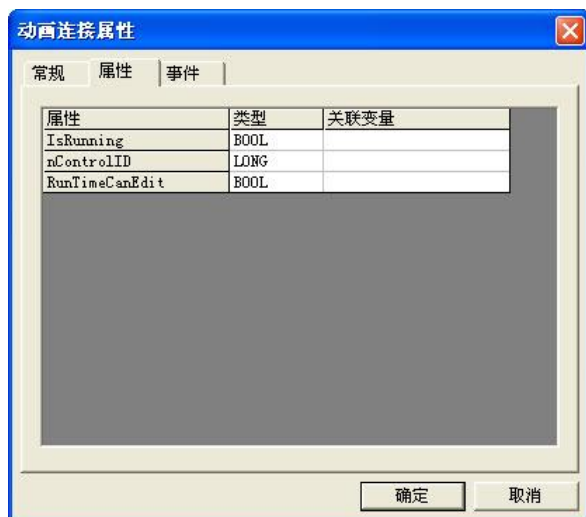 动画连接属性
常规 属性 事件
属性 类型 关联变量
IsRunning BOOL
nControlID LONG
RunTimeCanEdit BOOL
确定 取消